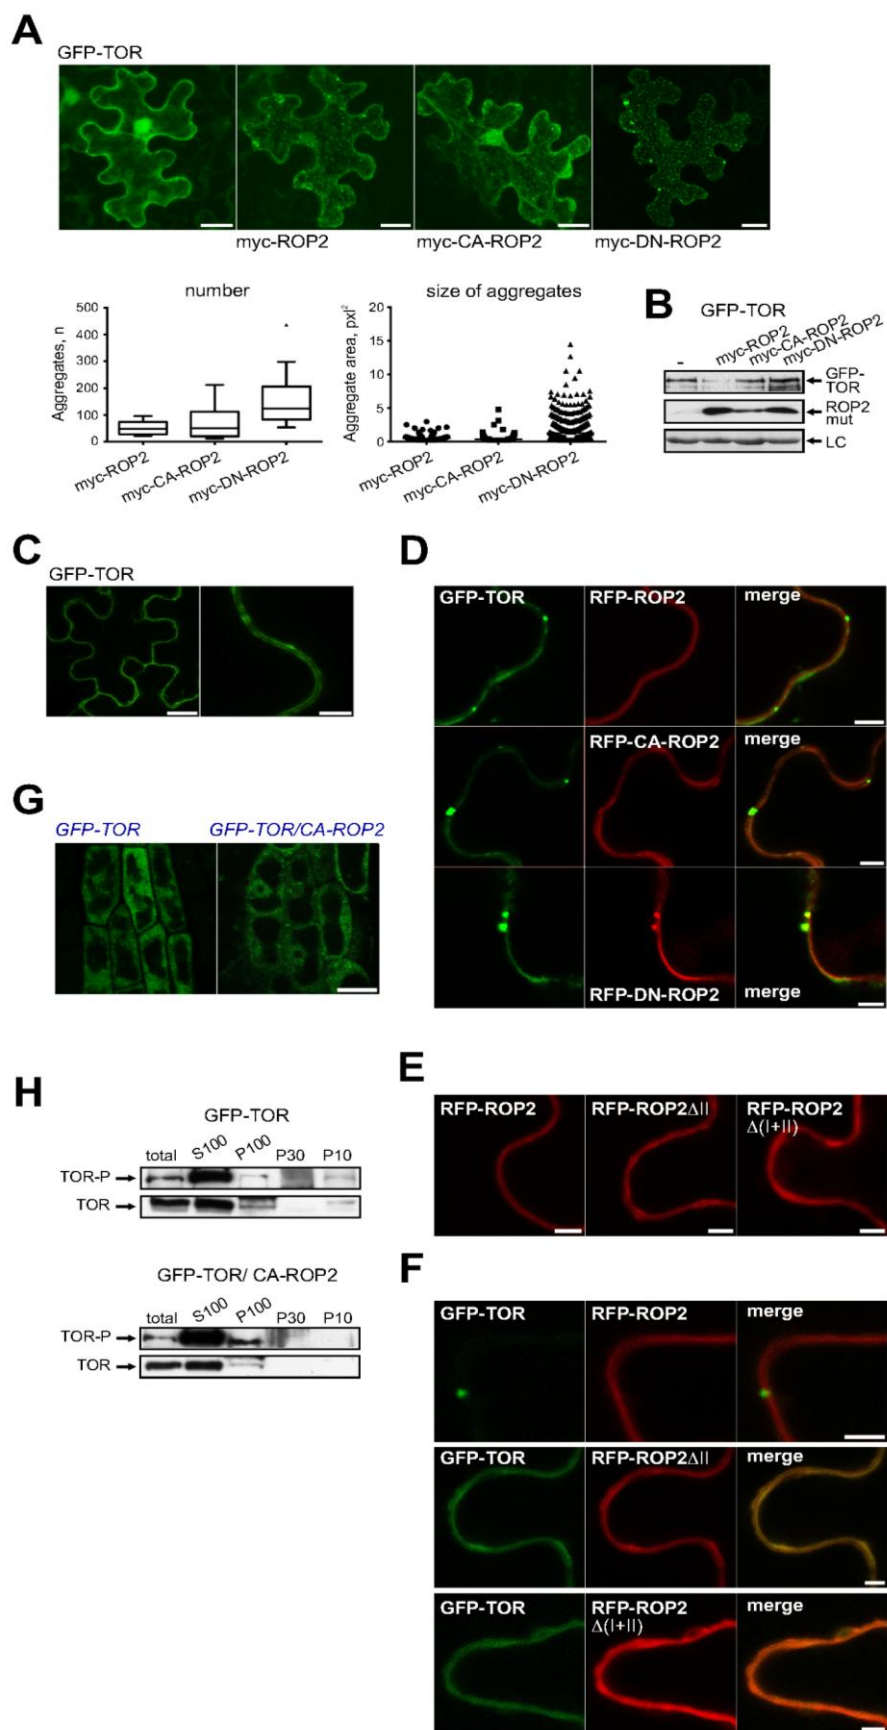 A
GFP-TOR
myc-ROP2 myc-CA-ROP2 myc-DN-ROP2
number
Aggregates, n
500
400
300
200
100
0
myc-ROP2 myc-CA-ROP2 myc-DN-ROP2
size of aggregates
Aggregate area, pxl²
20
15
10
5
0
myc-ROP2 myc-CA-ROP2 myc-DN-ROP2
B
GFP-TOR
- myc-ROP2 myc-CA-ROP2 myc-DN-ROP2
GFP-
TOR
ROP2
mut
LC
C
GFP-TOR
D
GFP-TOR RFP-ROP2 merge
RFP-CA-ROP2 merge
RFP-DN-ROP2 merge
G
GFP-TOR GFP-TOR/CA-ROP2
H
GFP-TOR
total S100 P100 P30 P10
TOR-P
TOR
GFP-TOR/ CA-ROP2
total S100 P100 P30 P10
TOR-P
TOR
E
RFP-ROP2 RFP-ROP2ΔII RFP-ROP2
Δ(I+II)
F
GFP-TOR RFP-ROP2 merge
GFP-TOR RFP-ROP2ΔII merge
GFP-TOR RFP-ROP2 merge
Δ(I+II)